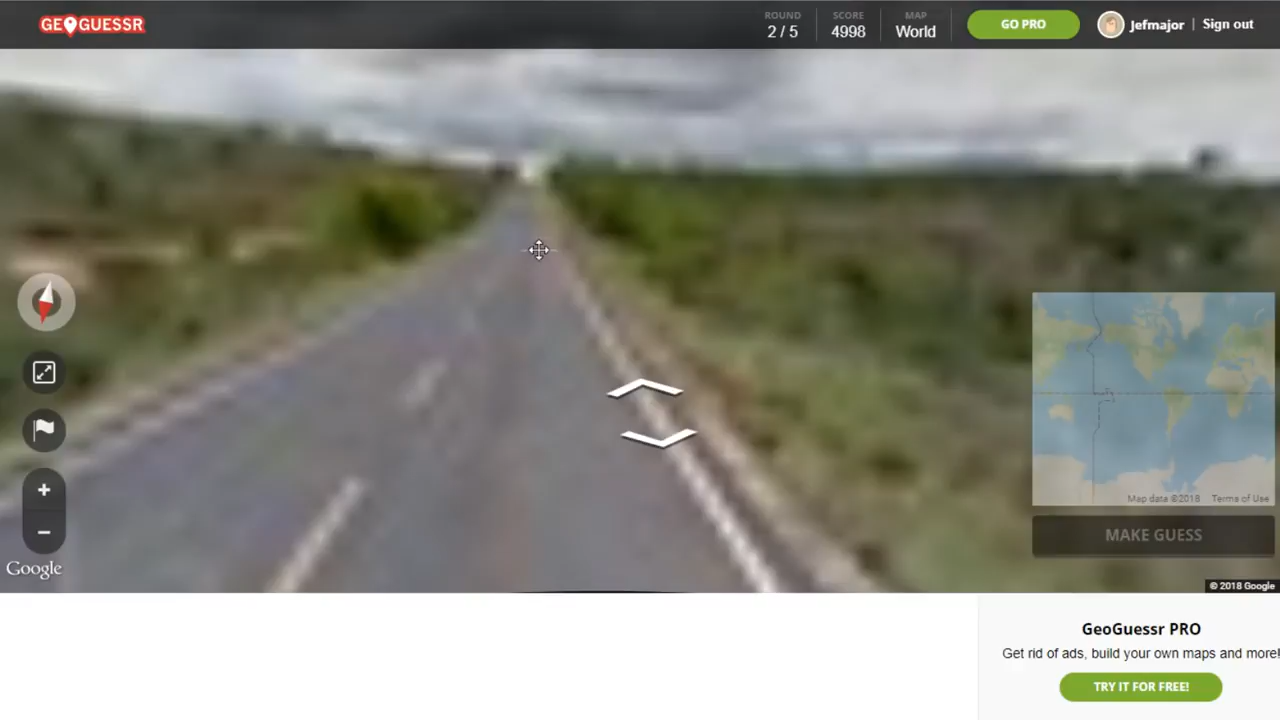 GEOGUESSR
ROUND
2 / 5
SCORE
4998
MAP
World
GO PRO
Jefmajor | Sign out
+
−
Google
Map data ©2018 Terms of Use
MAKE GUESS
© 2018 Google
GeoGuessr PRO
Get rid of ads, build your own maps and more!
TRY IT FOR FREE!